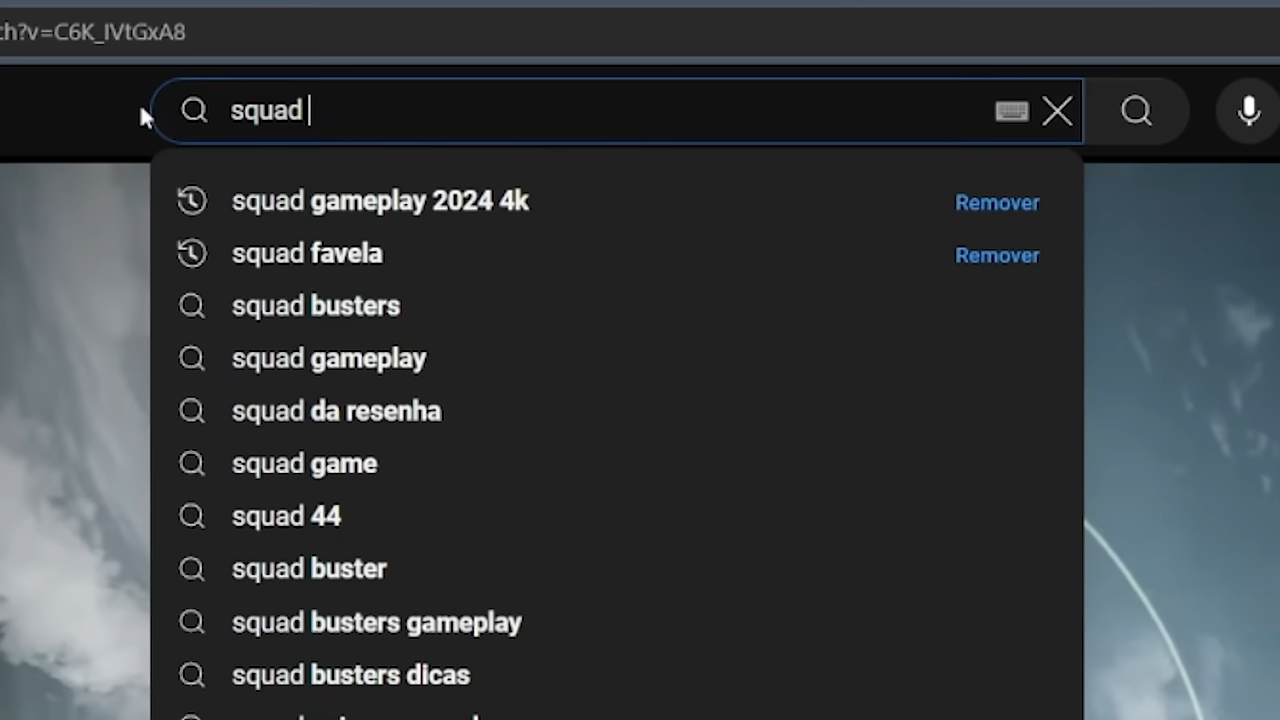 ch?v=C6K_IVtGxA8
squad
squad gameplay 2024 4k Remover
squad favela Remover
squad busters
squad gameplay
squad da resenha
squad game
squad 44
squad buster
squad busters gameplay
squad busters dicas